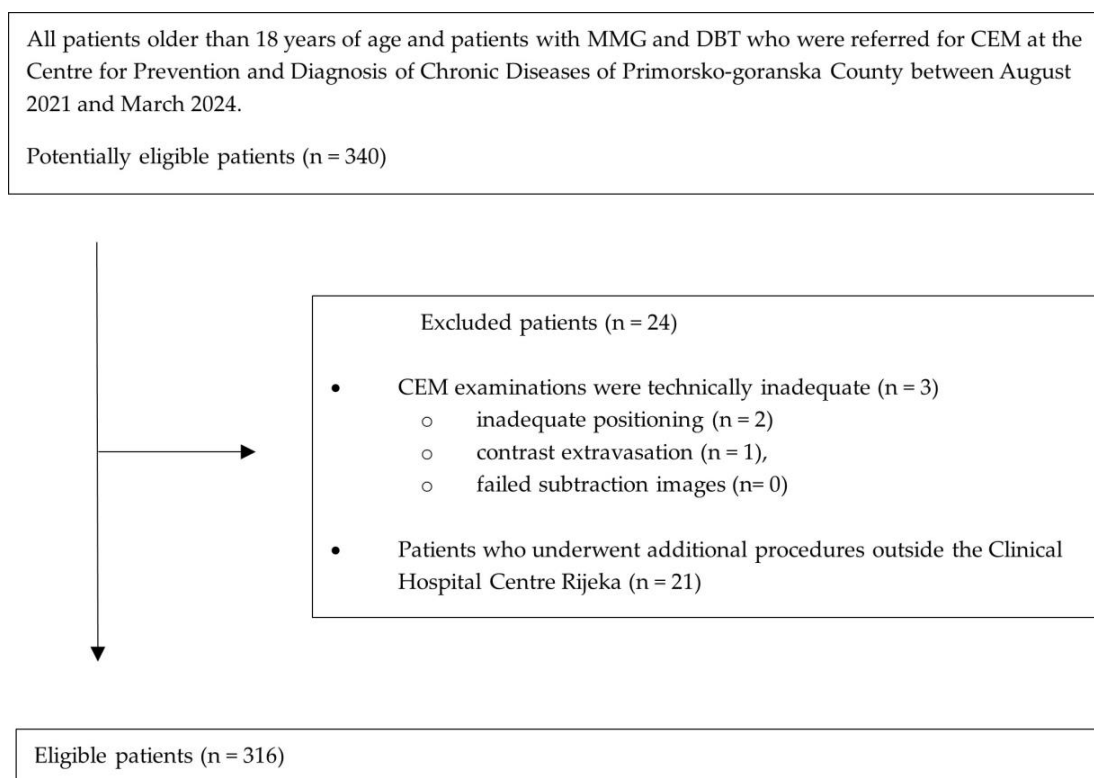 All patients older than 18 years of age and patients with MMG and DBT who were referred for CEM at the
Centre for Prevention and Diagnosis of Chronic Diseases of Primorsko-goranska County between August
2021 and March 2024.
Potentially eligible patients (n = 340)
Excluded patients (n = 24)
• CEM examinations were technically inadequate (n = 3)
o inadequate positioning (n = 2)
o contrast extravasation (n = 1),
o failed subtraction images (n= 0)
• Patients who underwent additional procedures outside the Clinical
Hospital Centre Rijeka (n = 21)
Eligible patients (n = 316)